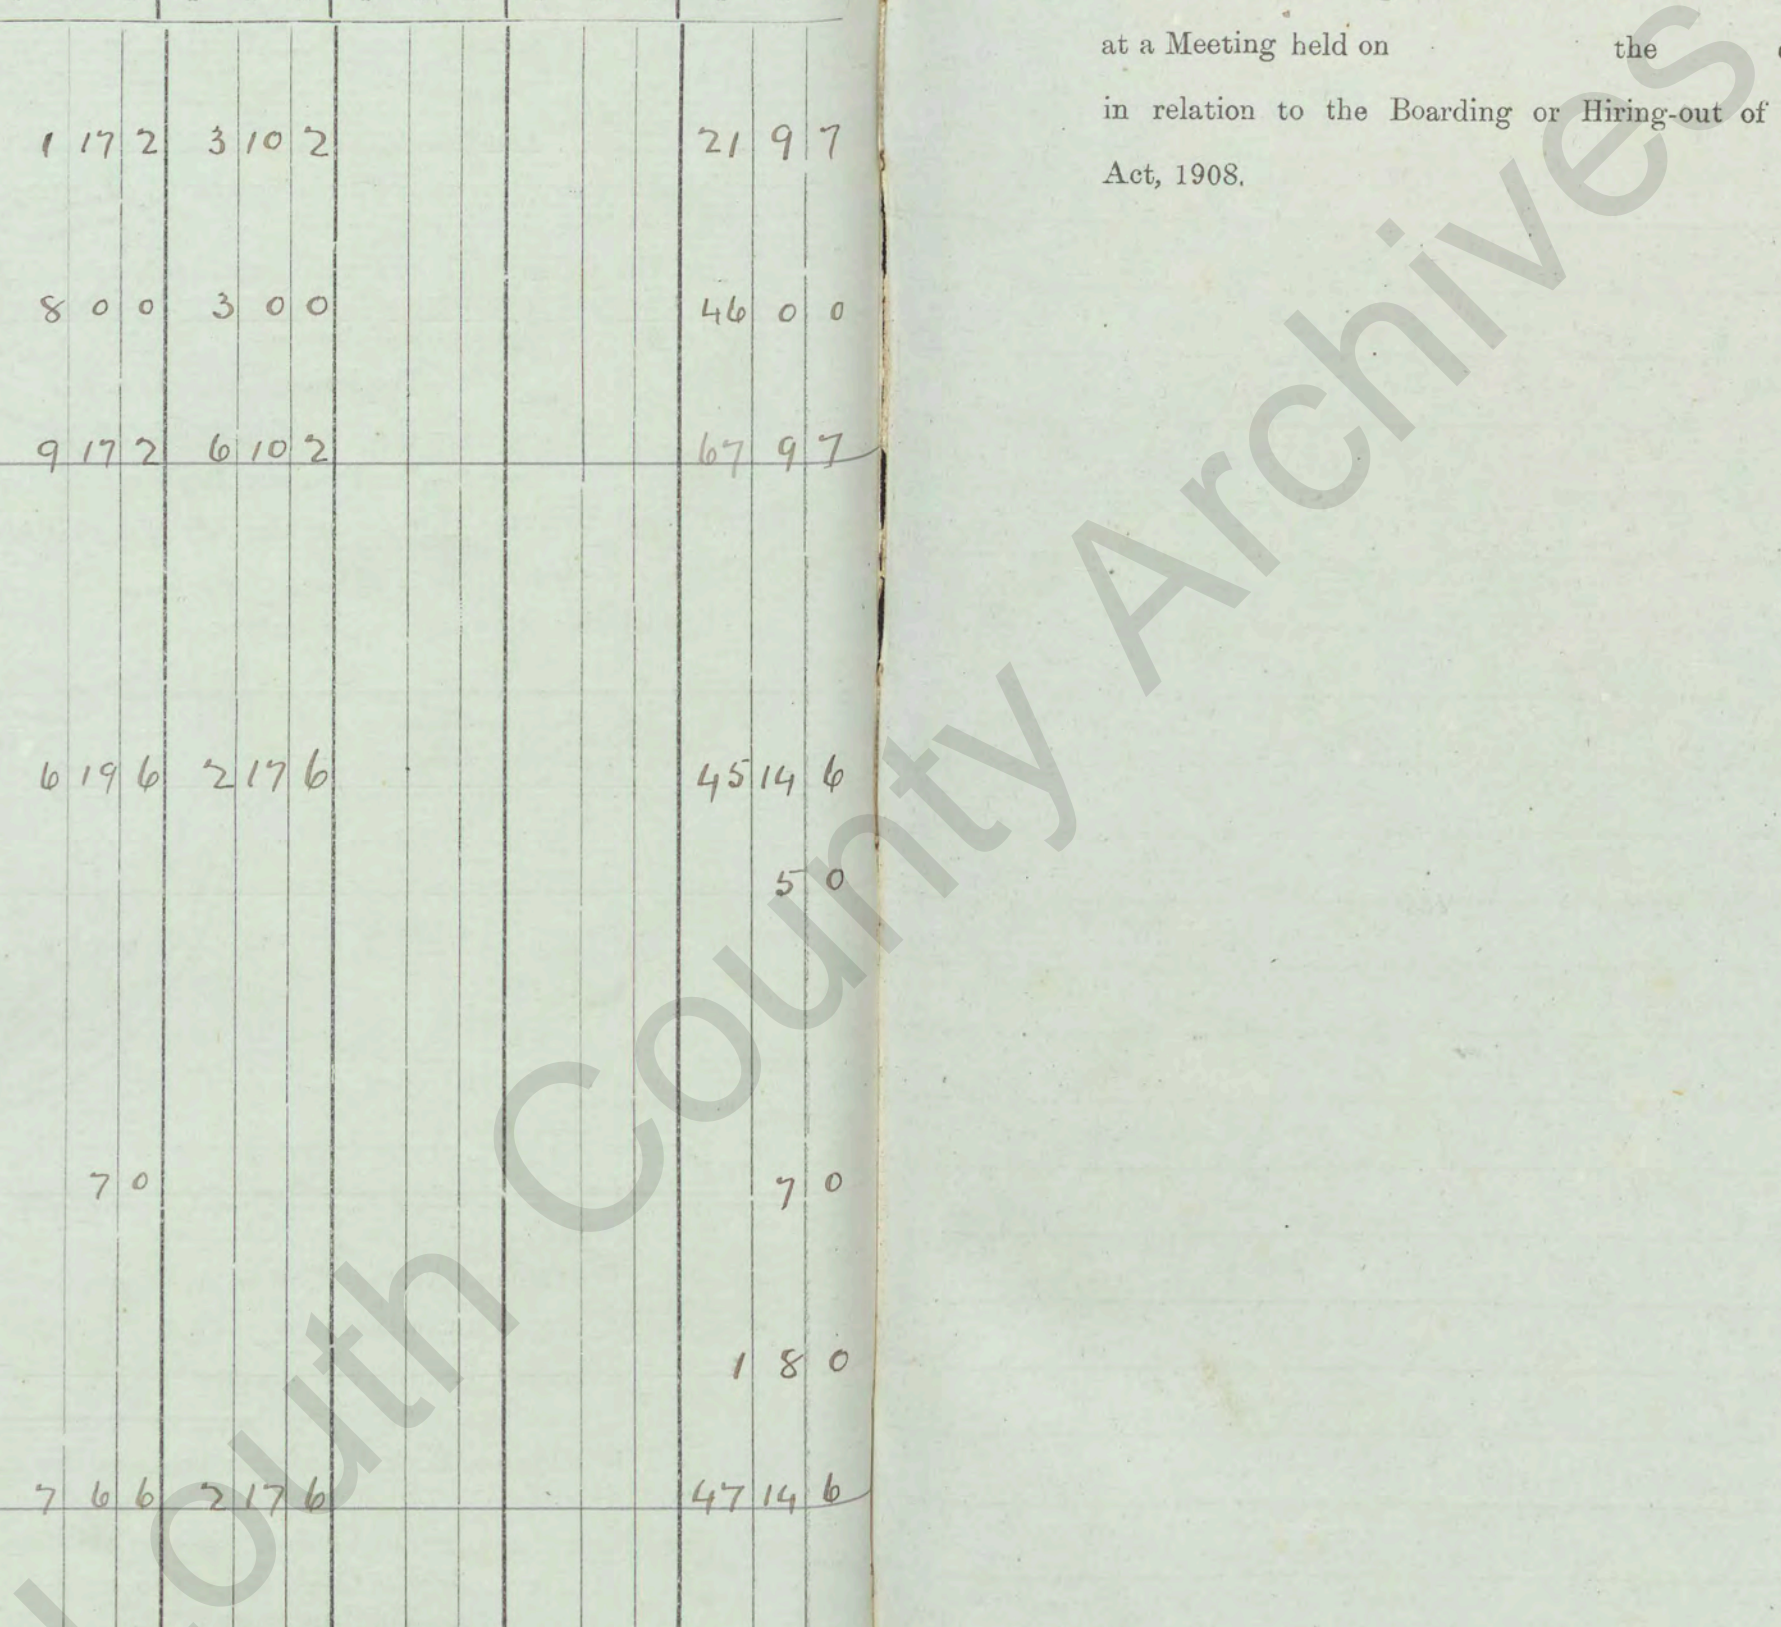 1 17 2 3 10 2 21 9 7
8 0 0 3 0 0 46 0 0
9 17 2 6 10 2 67 9 7
6 19 6 2 17 6 45 14 6
5 0
7 0 7 0
1 8 0
7 6 6 2 17 6 47 14 6
at a Meeting held on the
in relation to the Boarding or Hiring-out of
Act, 1908.
Louth County Archives